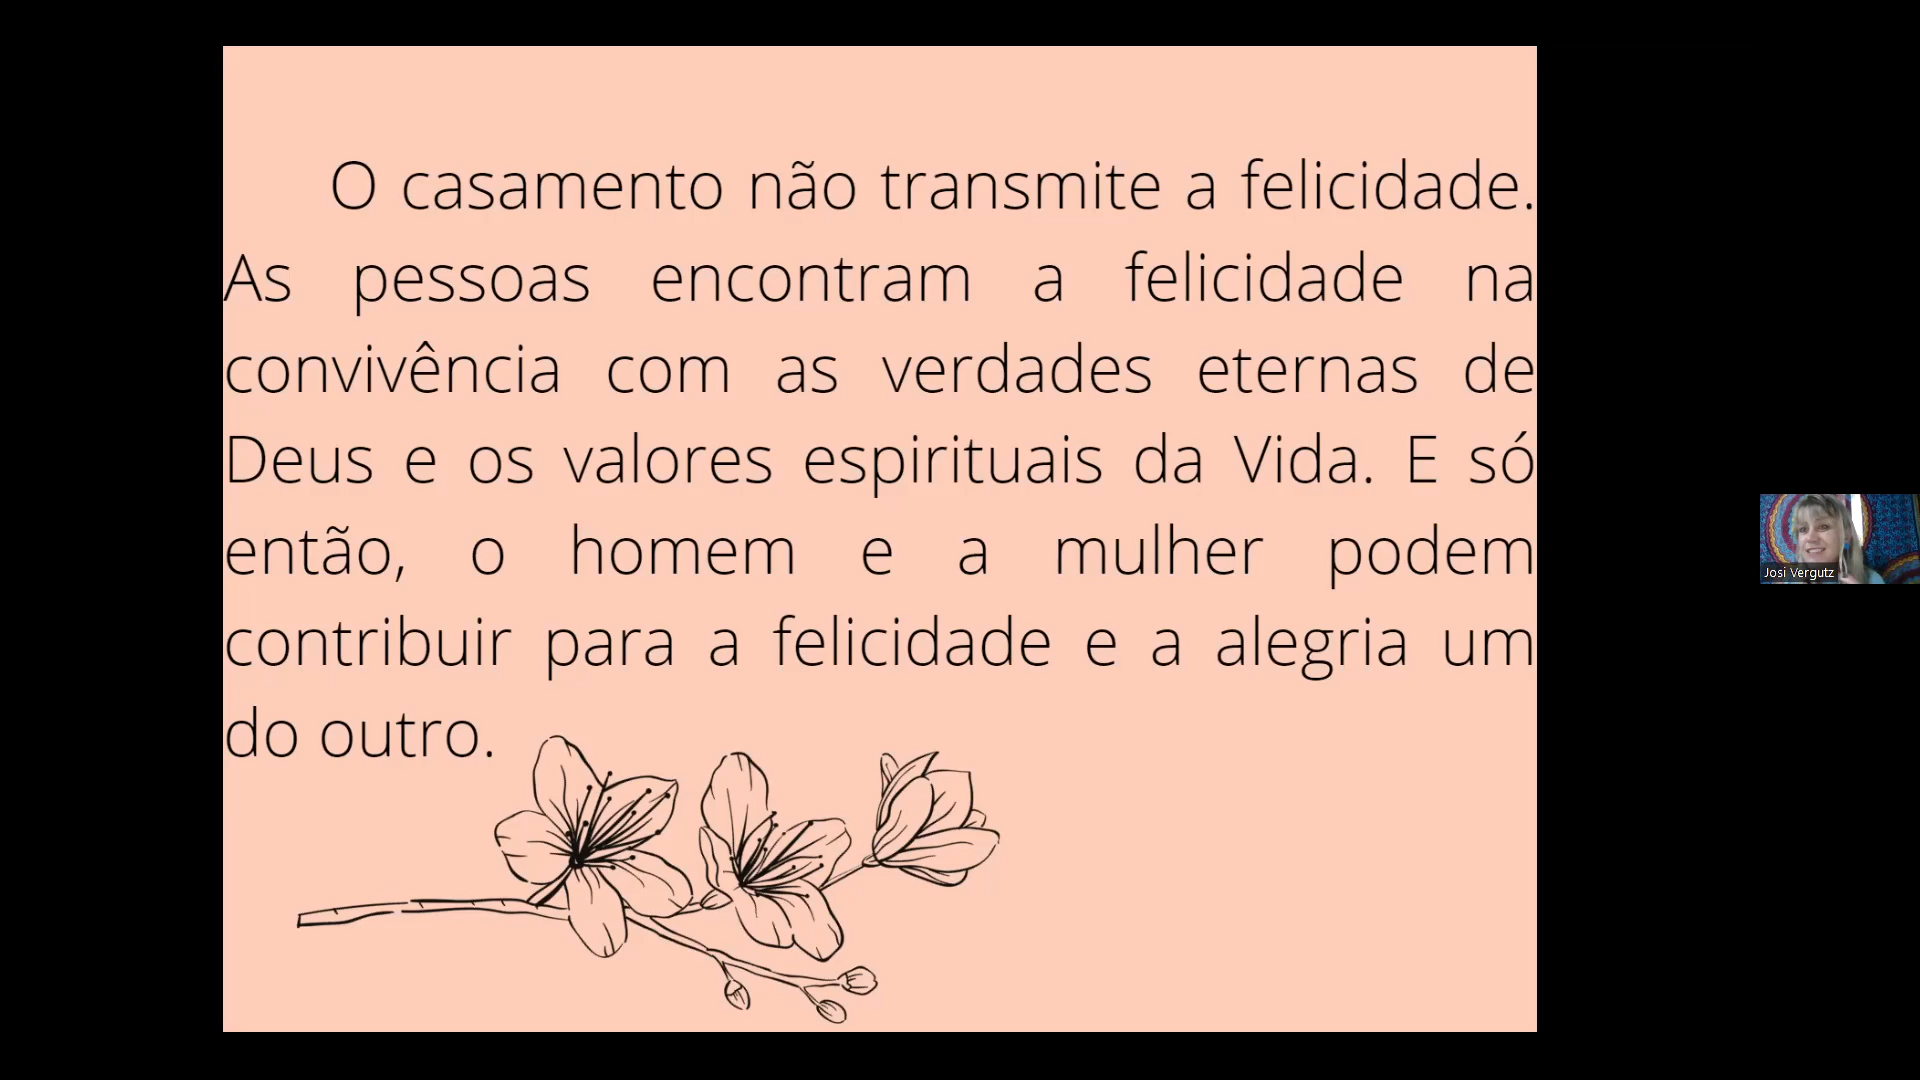 O casamento não transmite a felicidade.
As pessoas encontram a felicidade na
convivência com as verdades eternas de
Deus e os valores espirituais da Vida. E só
então, o homem e a mulher podem
contribuir para a felicidade e a alegria um
do outro.
Josi Vergutz